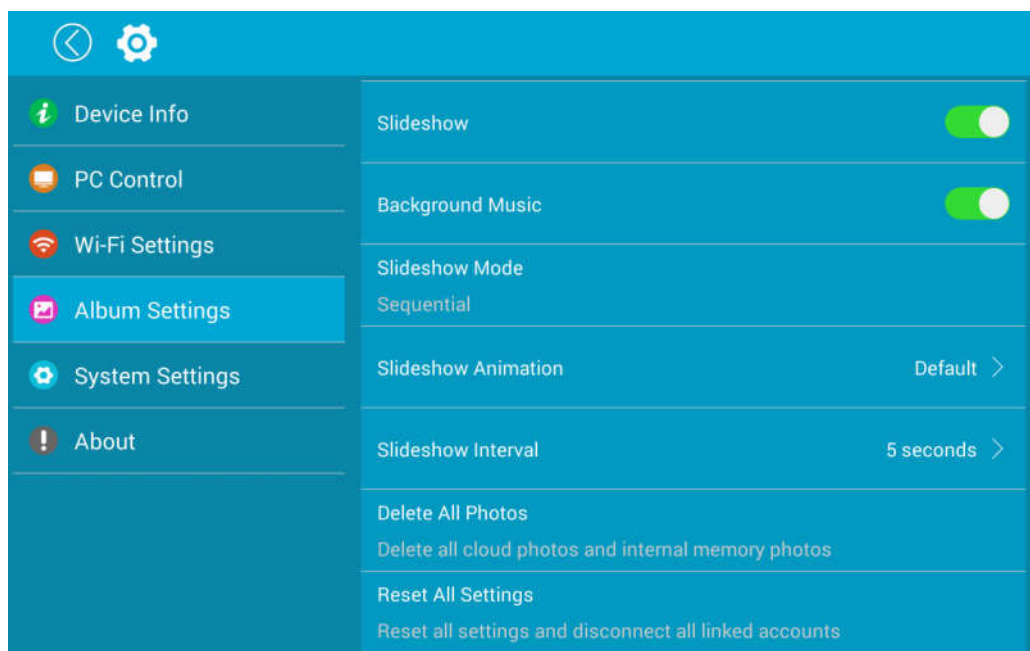 Device Info
PC Control
Wi-Fi Settings
Album Settings
System Settings
About
Slideshow
Background Music
Slideshow Mode
Sequential
Slideshow Animation Default
Slideshow Interval 5 seconds
Delete All Photos
Delete all cloud photos and internal memory photos
Reset All Settings
Reset all settings and disconnect all linked accounts